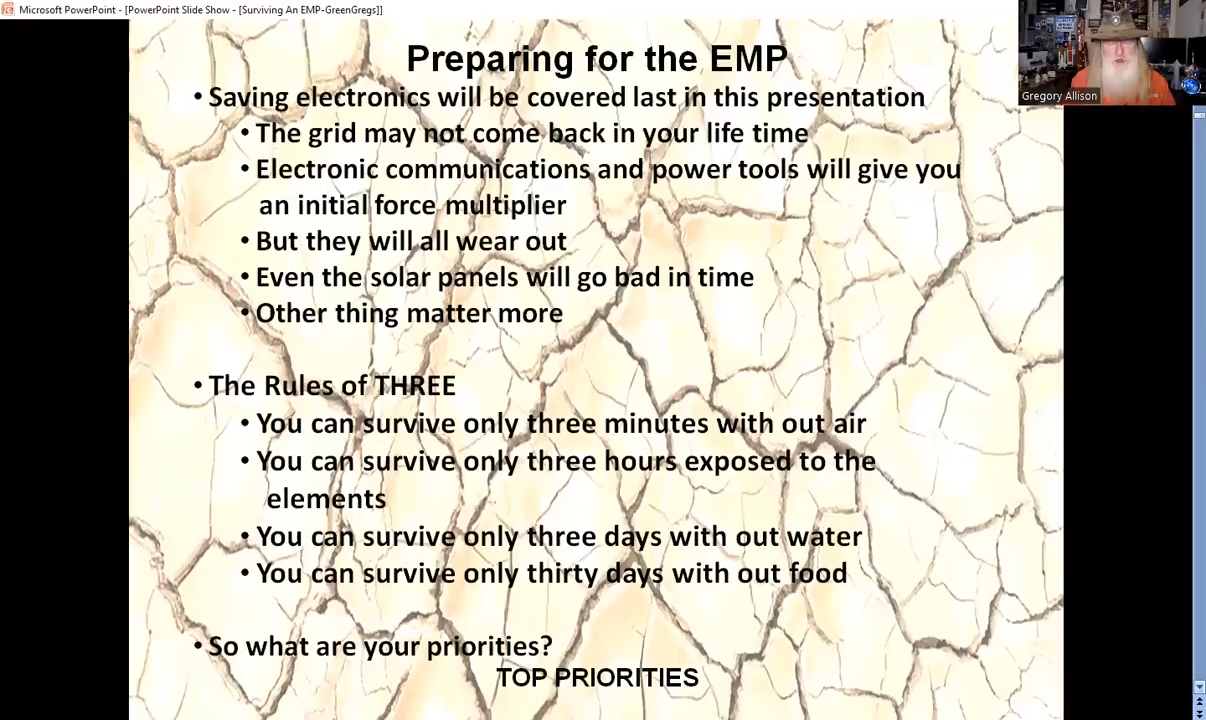 Microsoft PowerPoint - [PowerPoint Slide Show - [Surviving An EMP-GreenGregs]]
Gregory Allison
Preparing for the EMP
• Saving electronics will be covered last in this presentation
• The grid may not come back in your life time
• Electronic communications and power tools will give you
an initial force multiplier
• But they will all wear out
• Even the solar panels will go bad in time
• Other thing matter more
• The Rules of THREE
• You can survive only three minutes with out air
• You can survive only three hours exposed to the
elements
• You can survive only three days with out water
• You can survive only thirty days with out food
• So what are your priorities?
TOP PRIORITIES